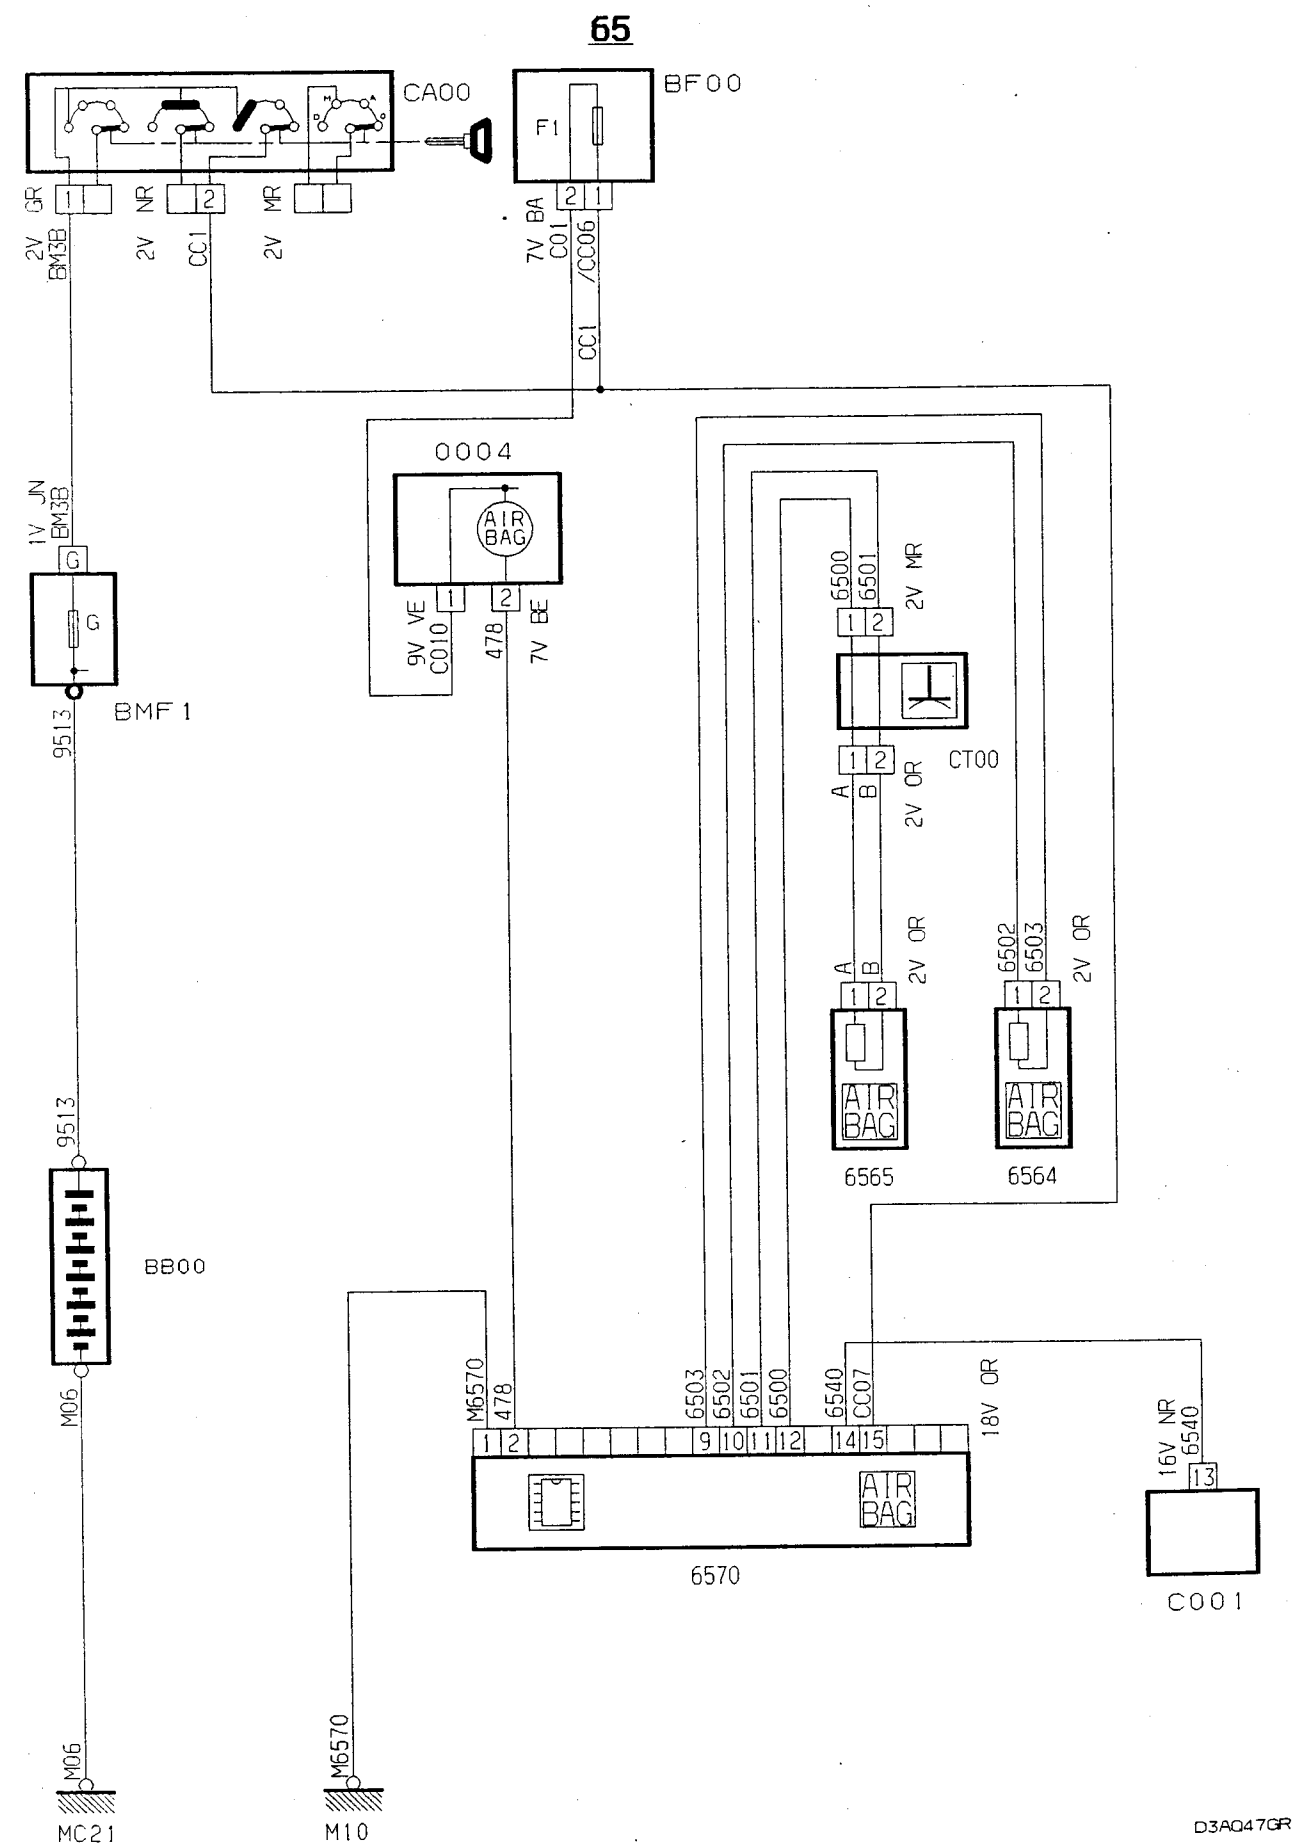 65
CA00
M
A
D
O
BF00
F1
1
2
2
1
2V GR
BM3B
2V NR
CC1
2V MR
7V BA
C01
/CC06
CC1
0004
AIR
BAG
1V JN
BM3B
G
G
BMF1
9513
1
2
9V VE
C010
478
7V BE
6500
6501
2V MR
1
2
CT00
1
2
A
B
2V OR
A
B
2V OR
6502
6503
2V OR
1
2
1
2
AIR
BAG
AIR
BAG
6565
6564
9513
BB00
M06
M6570
478
6503
6502
6501
6500
6540
CC07
18V OR
1
2
9
10
11
12
14
15
AIR
BAG
6570
16V NR
6540
13
C001
M06
MC21
M6570
M10
D3AQ47GR